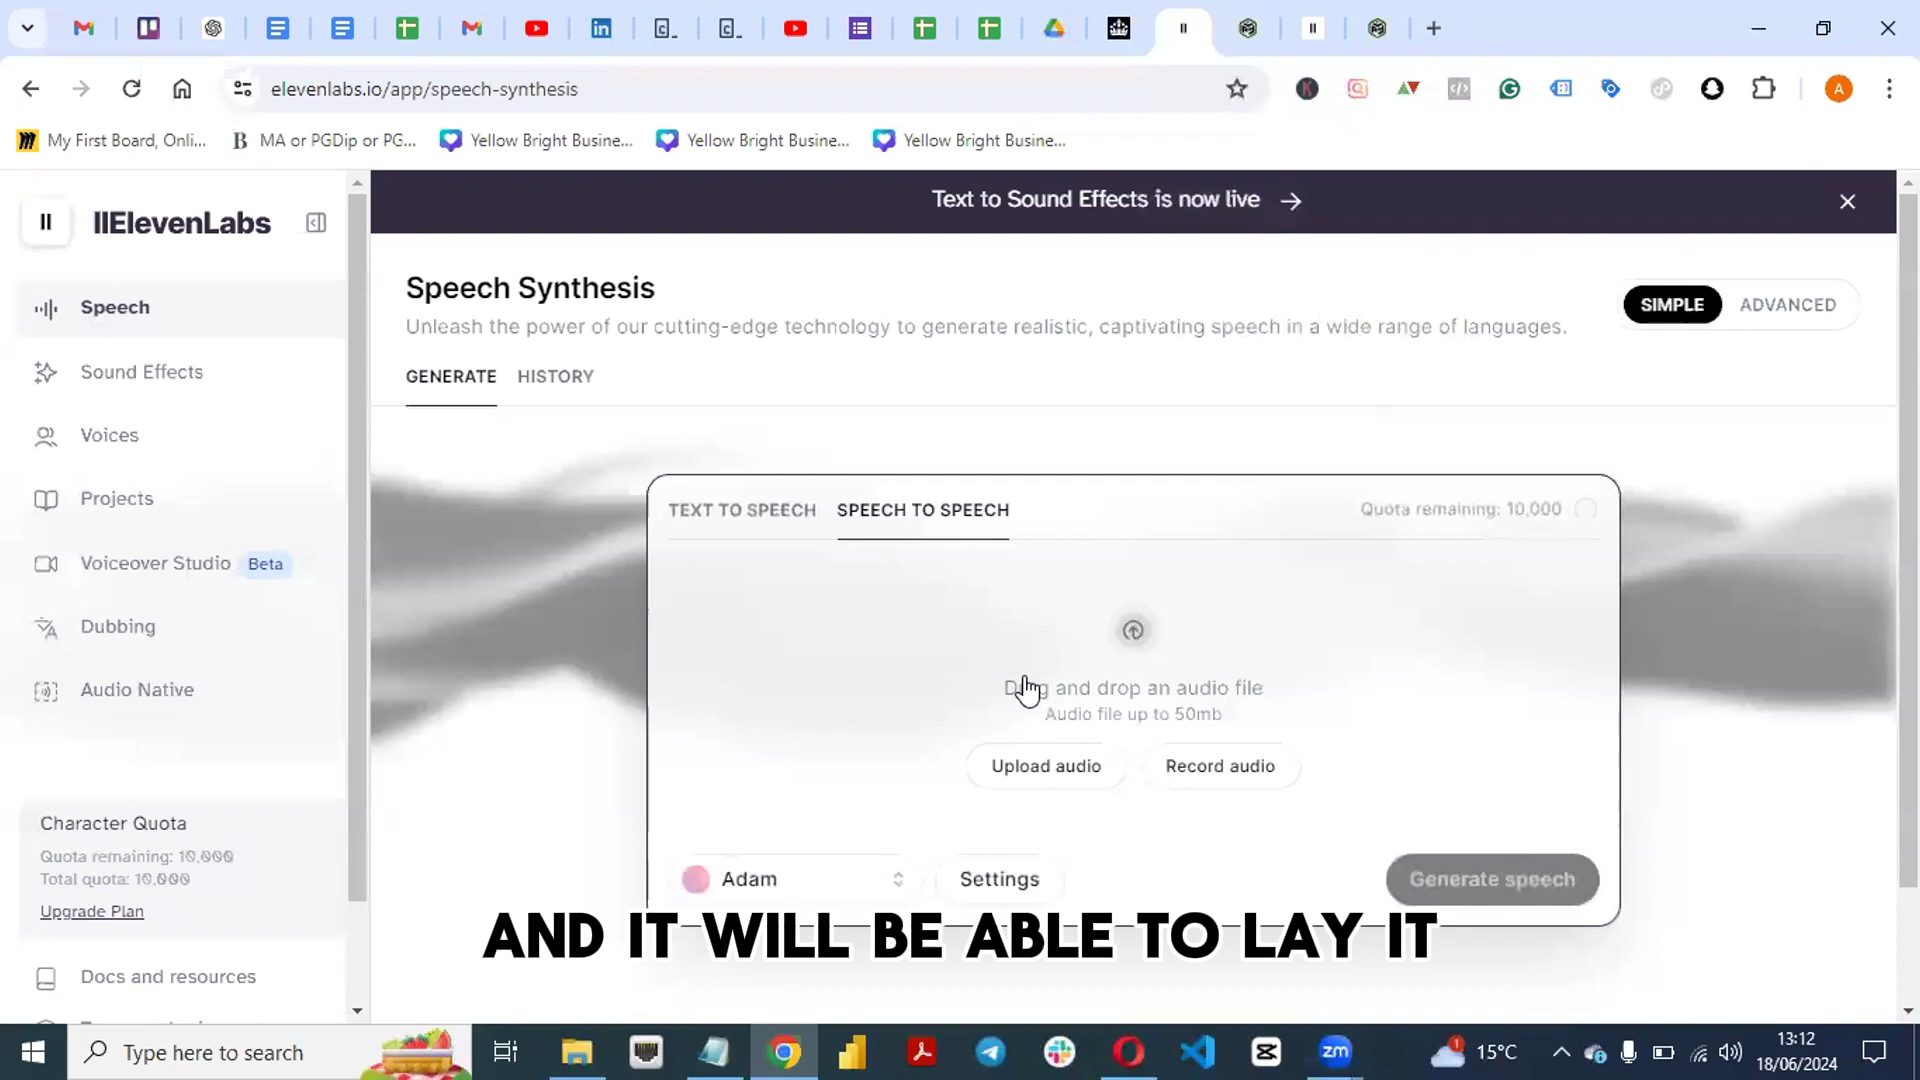 elevenlabs.io/app/speech-synthesis
My First Board, Onli...
MA or PGDip or PG...
Yellow Bright Busine...
Yellow Bright Busine...
Yellow Bright Busine...
IIElevenLabs
Text to Sound Effects is now live →
Speech
Sound Effects
Voices
Projects
Voiceover Studio Beta
Dubbing
Audio Native
Character Quota
Quota remaining: 10,000
Total quota: 10,000
Upgrade Plan
Docs and resources
Speech Synthesis
SIMPLE ADVANCED
Unleash the power of our cutting-edge technology to generate realistic, captivating speech in a wide range of languages.
GENERATE HISTORY
TEXT TO SPEECH SPEECH TO SPEECH Quota remaining: 10,000
Drag and drop an audio file
Audio file up to 50mb
Upload audio Record audio
Adam Settings Generate speech
AND IT WILL BE ABLE TO LAY IT
Type here to search
15°C
13:12
18/06/2024